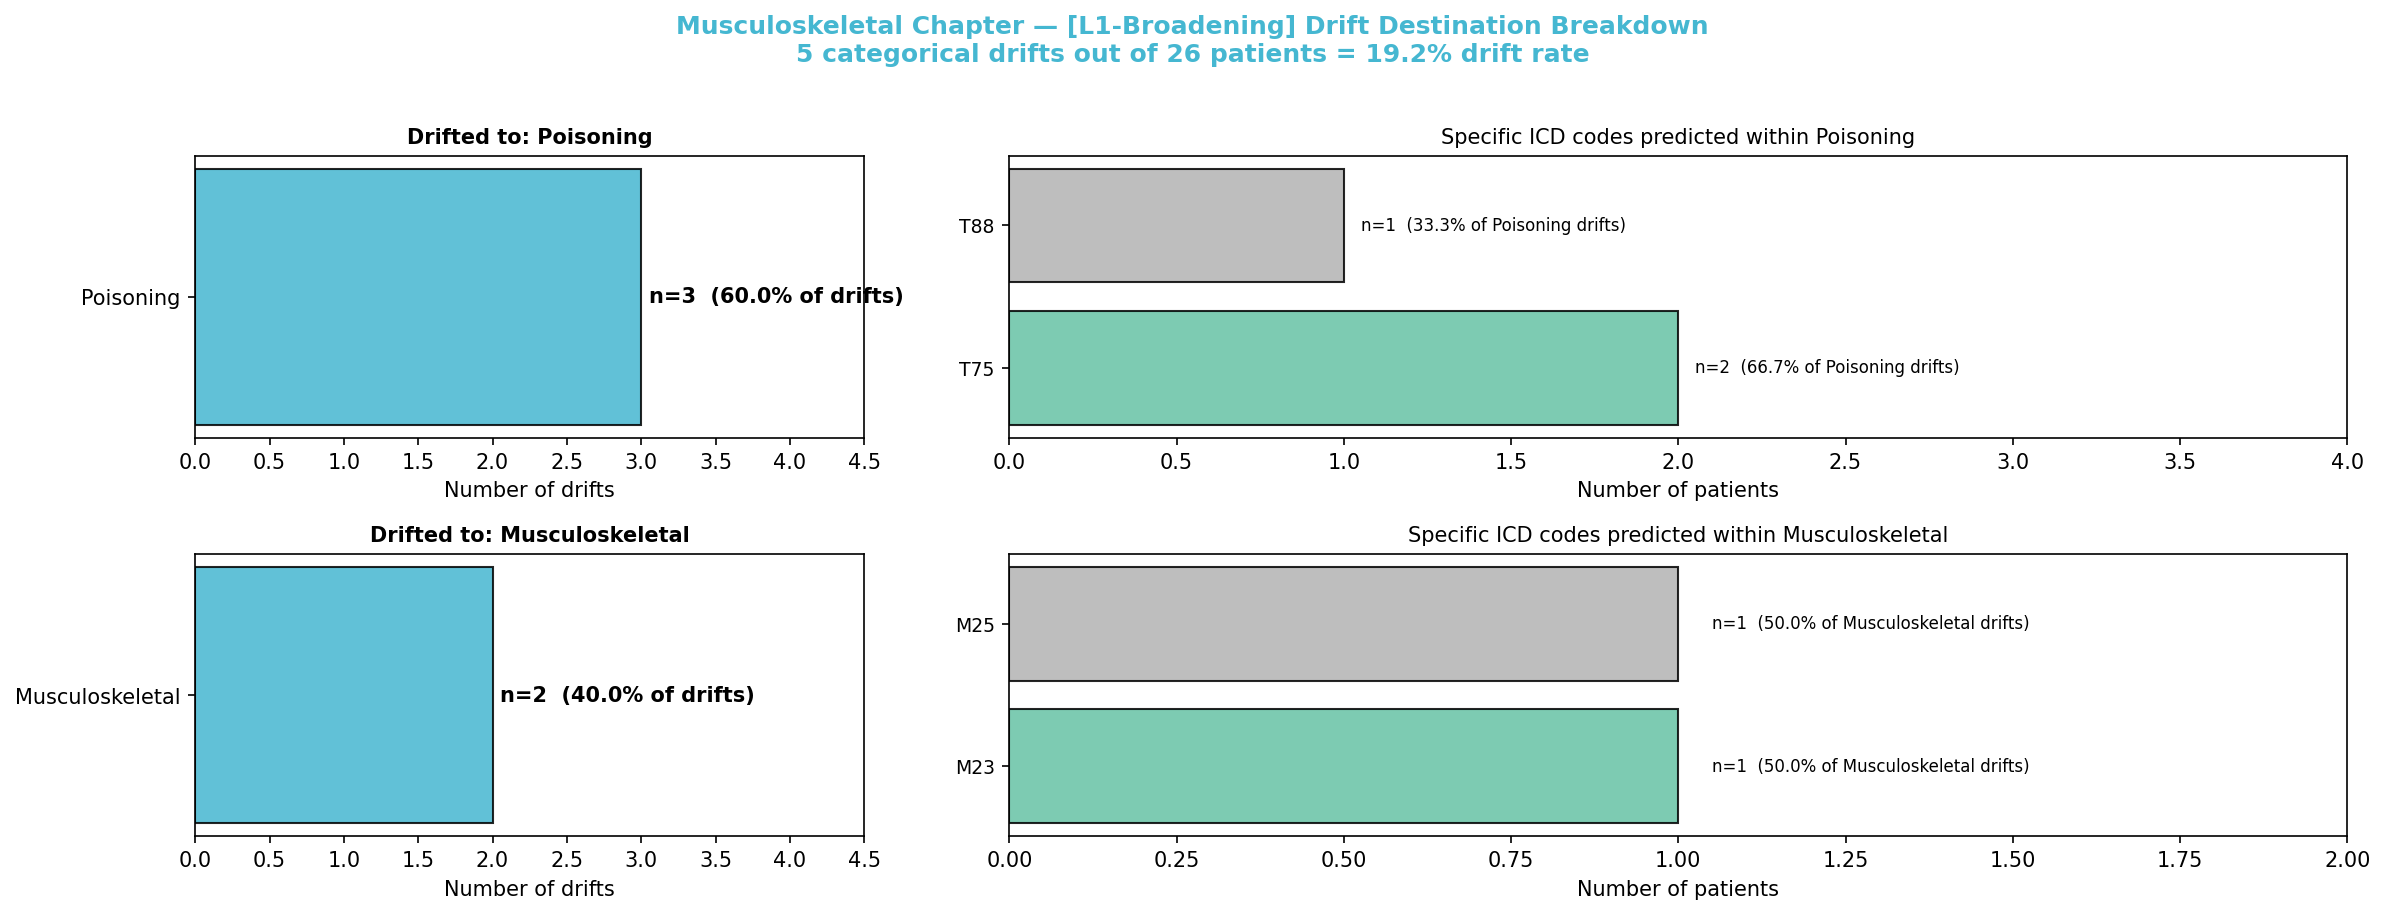 Musculoskeletal Chapter — [L1-Broadening] Drift Destination Breakdown
5 categorical drifts out of 26 patients = 19.2% drift rate
Drifted to: Poisoning
Poisoning
n=3  (60.0% of drifts)
0.0 0.5 1.0 1.5 2.0 2.5 3.0 3.5 4.0 4.5
Number of drifts
Specific ICD codes predicted within Poisoning
T88
n=1  (33.3% of Poisoning drifts)
T75
n=2  (66.7% of Poisoning drifts)
0.0 0.5 1.0 1.5 2.0 2.5 3.0 3.5 4.0
Number of patients
Drifted to: Musculoskeletal
Musculoskeletal
n=2  (40.0% of drifts)
0.0 0.5 1.0 1.5 2.0 2.5 3.0 3.5 4.0 4.5
Number of drifts
Specific ICD codes predicted within Musculoskeletal
M25
n=1  (50.0% of Musculoskeletal drifts)
M23
n=1  (50.0% of Musculoskeletal drifts)
0.00 0.25 0.50 0.75 1.00 1.25 1.50 1.75 2.00
Number of patients